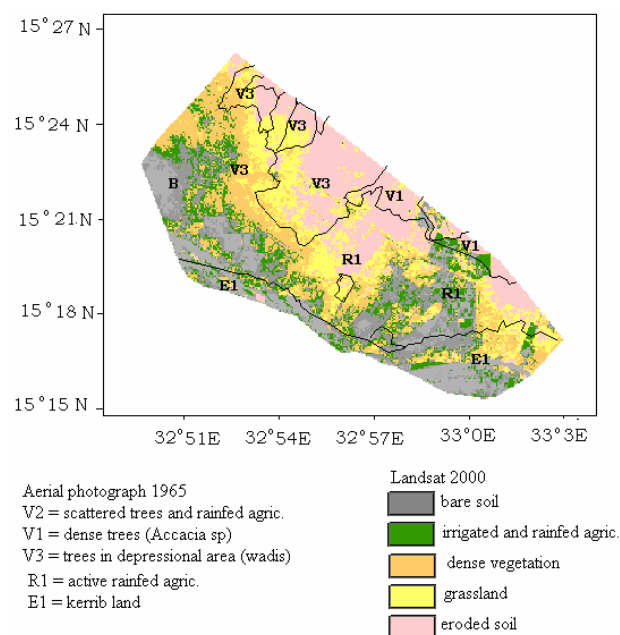 15°27N
15°24 N
15°21 N
15°18 N
15°15 N
V3
V3
V3
B
V3
V1
V1
R1
R1
E1
E1
32°51E
32°54E
32°57E
33°0E
33°3E
Aerial photograph 1965
V2 = scattered trees and rainfed agric.
V1 = dense trees (Accacia sp)
V3 = trees in depressional area (wadis)
R1 = active rainfed agric.
E1 = kerrib land
Landsat 2000
bare soil
irrigated and rainfed agric.
dense vegetation
grassland
eroded soil